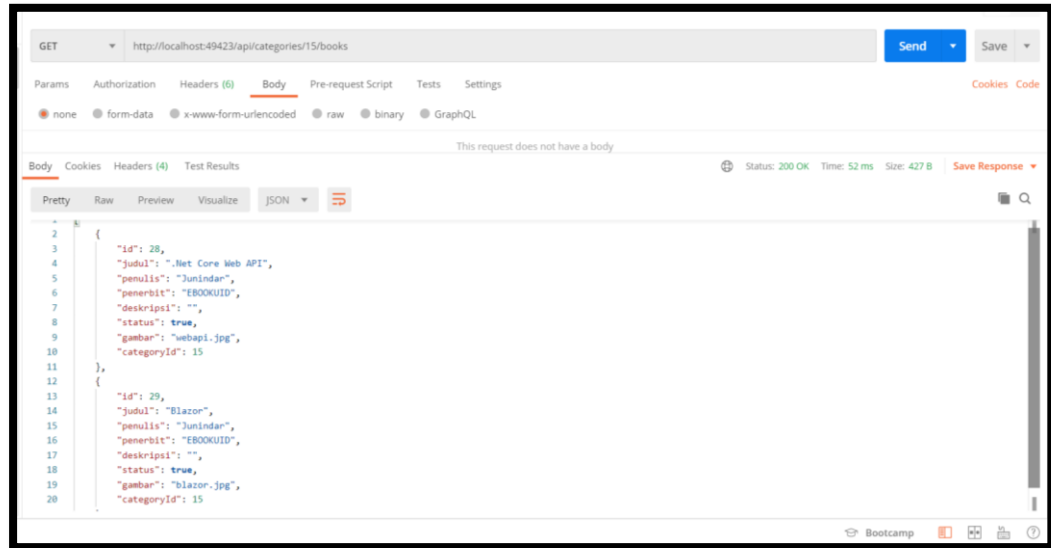 GET http://localhost:49423/api/categories/15/books Send Save
Params Authorization Headers (6) Body Pre-request Script Tests Settings Cookies Code
none form-data x-www-form-urlencoded raw binary GraphQL
This request does not have a body
Body Cookies Headers (4) Test Results Status: 200 OK Time: 52 ms Size: 427 B Save Response
Pretty Raw Preview Visualize JSON
1 [
2 {
3 "id": 28,
4 "judul": ".Net Core Web API",
5 "penulis": "Junindar",
6 "penerbit": "EBOOKUID",
7 "deskripsi": "",
8 "status": true,
9 "gambar": "webapi.jpg",
10 "categoryId": 15
11 },
12 {
13 "id": 29,
14 "judul": "Blazor",
15 "penulis": "Junindar",
16 "penerbit": "EBOOKUID",
17 "deskripsi": "",
18 "status": true,
19 "gambar": "blazor.jpg",
20 "categoryId": 15
Bootcamp